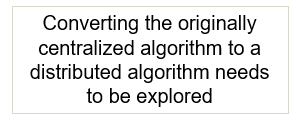 Converting the originally
centralized algorithm to a
distributed algorithm needs
to be explored